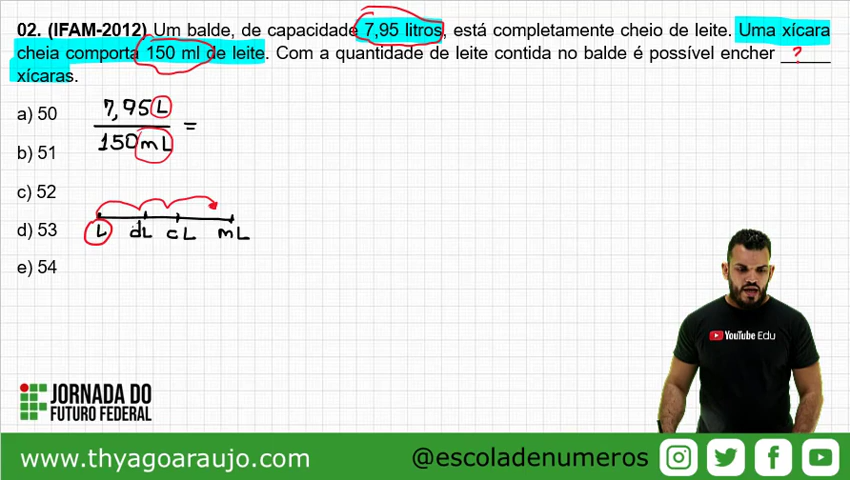 02. (IFAM-2012) Um balde, de capacidade 7,95 litros, está completamente cheio de leite. Uma xícara
cheia comporta 150 ml de leite. Com a quantidade de leite contida no balde é possível encher __?__
xícaras.
a) 50
7,95 L
150 mL =
b) 51
c) 52
d) 53
L dL cL mL
e) 54
YouTube Edu
JORNADA DO
FUTURO FEDERAL
www.thyagoaraujo.com @escoladenumeros